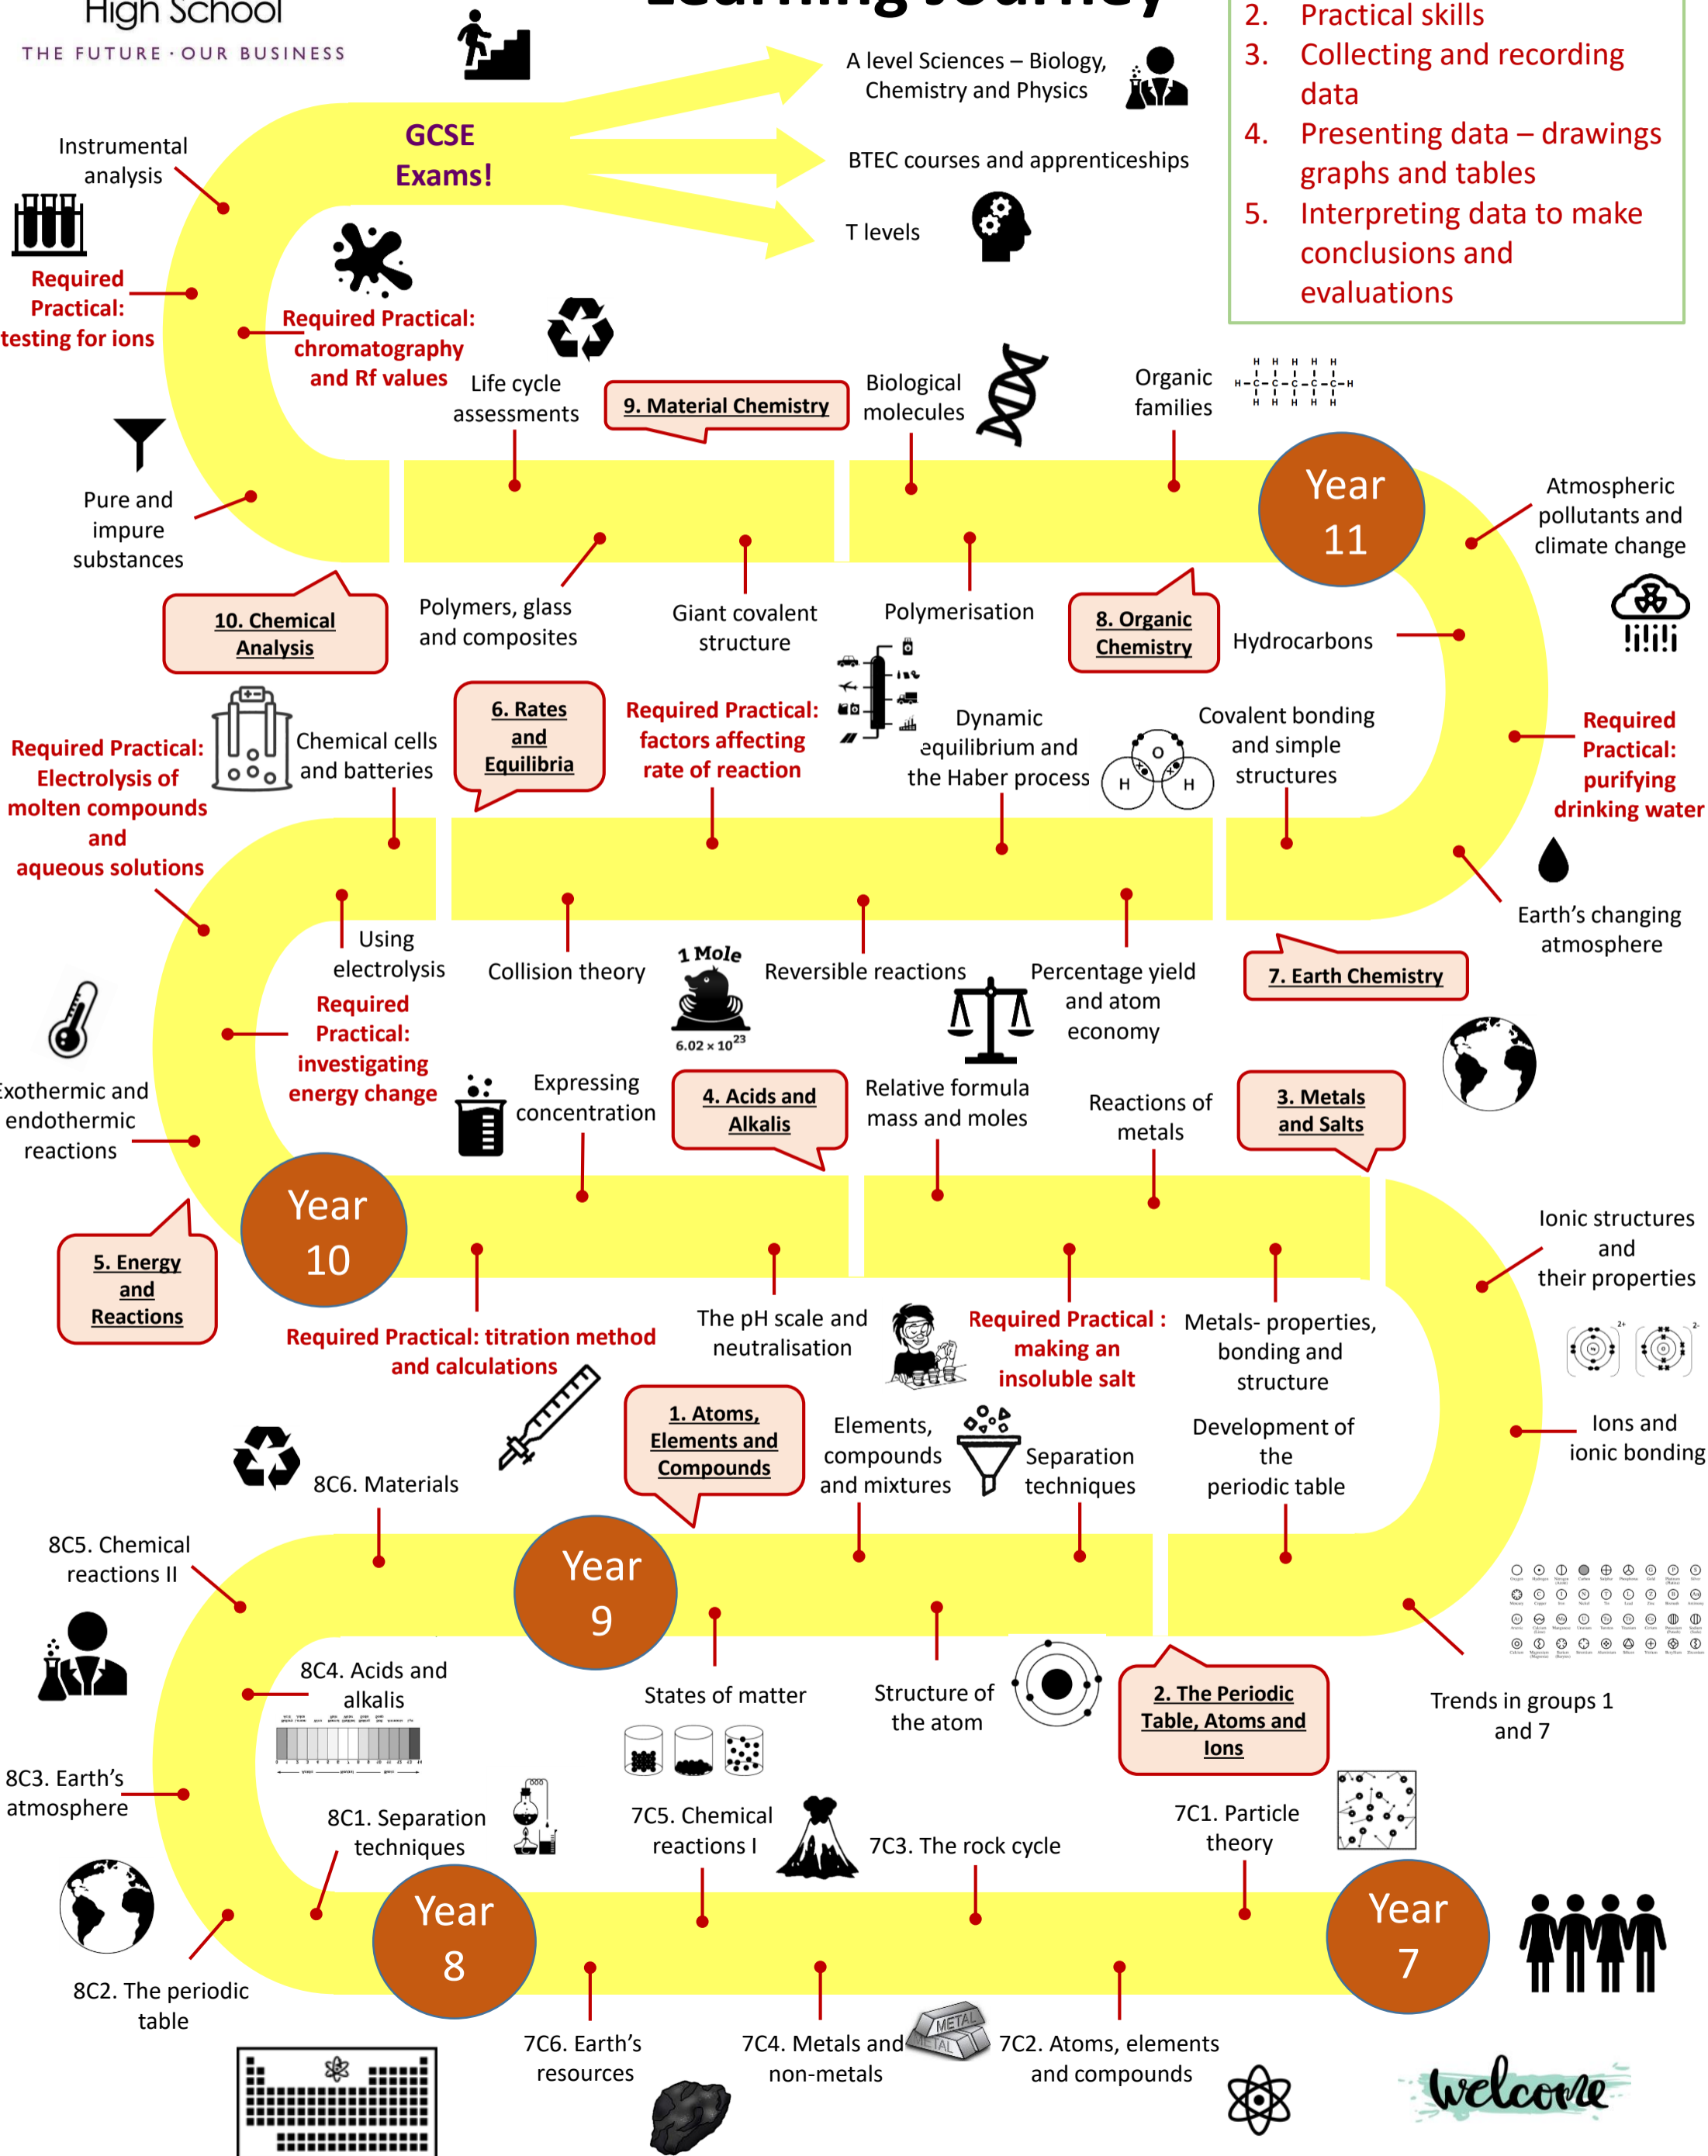 High School
Learning Journey
THE FUTURE · OUR BUSINESS
2. Practical skills
3. Collecting and recording
data
4. Presenting data – drawings
graphs and tables
5. Interpreting data to make
conclusions and
evaluations
A level Sciences – Biology,
Chemistry and Physics
BTEC courses and apprenticeships
T levels
GCSE
Exams!
Instrumental
analysis
Required
Practical:
testing for ions
Required Practical:
chromatography
and Rf values
Pure and
impure
substances
10. Chemical
Analysis
Life cycle
assessments
9. Material Chemistry
Polymers, glass
and composites
Giant covalent
structure
Biological
molecules
Organic
families
H H H H H
H-C-C-C-C-C-H
H H H H H
Polymerisation
8. Organic
Chemistry
Year
11
Atmospheric
pollutants and
climate change
Hydrocarbons
Required
Practical:
purifying
drinking water
Earth's changing
atmosphere
7. Earth Chemistry
Covalent bonding
and simple
structures
O
H H
Dynamic
equilibrium and
the Haber process
Required Practical:
factors affecting
rate of reaction
6. Rates
and
Equilibria
Percentage yield
and atom
economy
Reversible reactions
Collision theory
1 Mole
6.02 × 10²³
Chemical cells
and batteries
Required Practical:
Electrolysis of
molten compounds
and
aqueous solutions
Using
electrolysis
Required
Practical:
investigating
energy change
Exothermic and
endothermic
reactions
5. Energy
and
Reactions
Year
10
Expressing
concentration
4. Acids and
Alkalis
Required Practical: titration method
and calculations
The pH scale and
neutralisation
Relative formula
mass and moles
Reactions of
metals
3. Metals
and Salts
Required Practical :
making an
insoluble salt
Metals- properties,
bonding and
structure
Ionic structures
and
their properties
2+ 2-
Ions and
ionic bonding
Trends in groups 1
and 7
Development of
the
periodic table
2. The Periodic
Table, Atoms and
Ions
Separation
techniques
Elements,
compounds
and mixtures
1. Atoms,
Elements and
Compounds
Structure of
the atom
States of matter
Year
9
8C6. Materials
8C5. Chemical
reactions II
8C4. Acids and
alkalis
8C3. Earth's
atmosphere
8C2. The periodic
table
8C1. Separation
techniques
Year
8
7C5. Chemical
reactions I
7C3. The rock cycle
7C1. Particle
theory
Year
7
7C6. Earth's
resources
7C4. Metals and
non-metals
METAL
METAL
7C2. Atoms, elements
and compounds
welcome